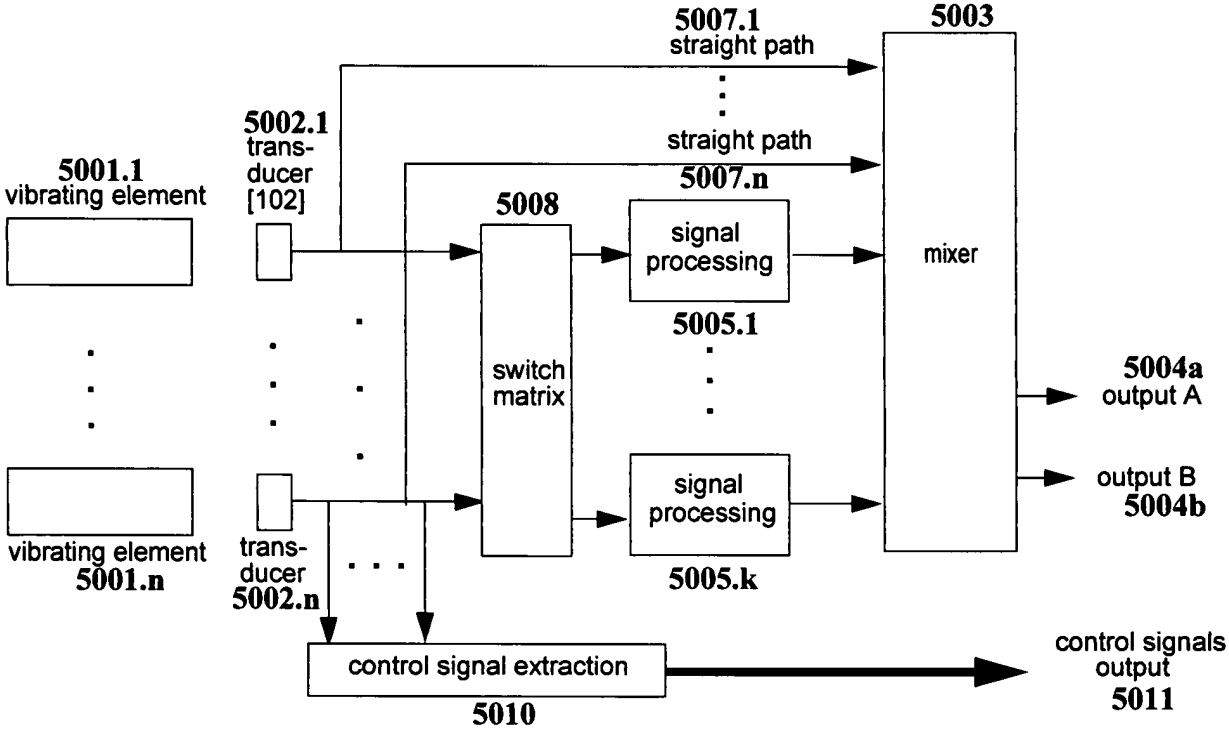 5007.1
straight path
5003
5002.1
trans-
ducer
[102]
straight path
5007.n
5001.1
vibrating element
5008
signal
processing
5005.1
mixer
switch
matrix
5004a
output A
output B
5004b
signal
processing
5005.k
vibrating element
5001.n
trans-
ducer
5002.n
control signal extraction
5010
control signals
output
5011